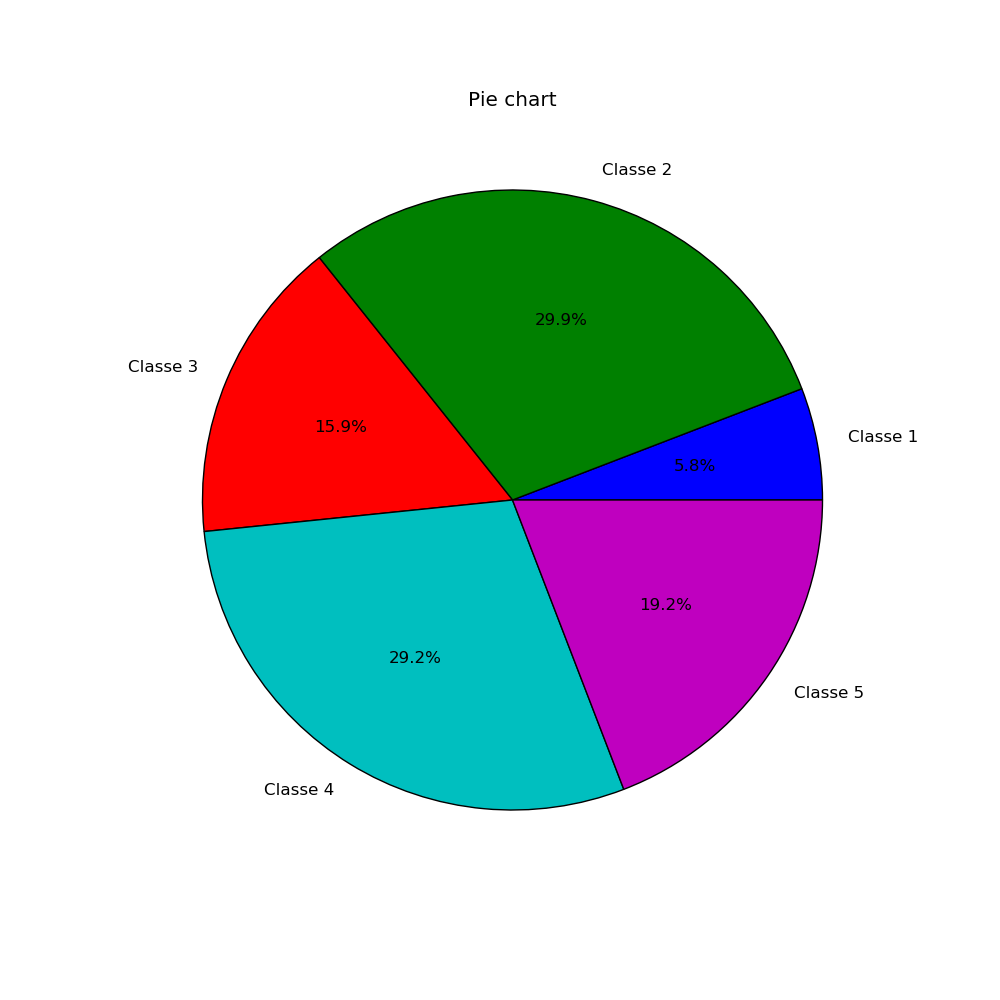 Pie chart
Classe 2
29.9%
Classe 3
15.9%
Classe 1
5.8%
19.2%
29.2%
Classe 5
Classe 4